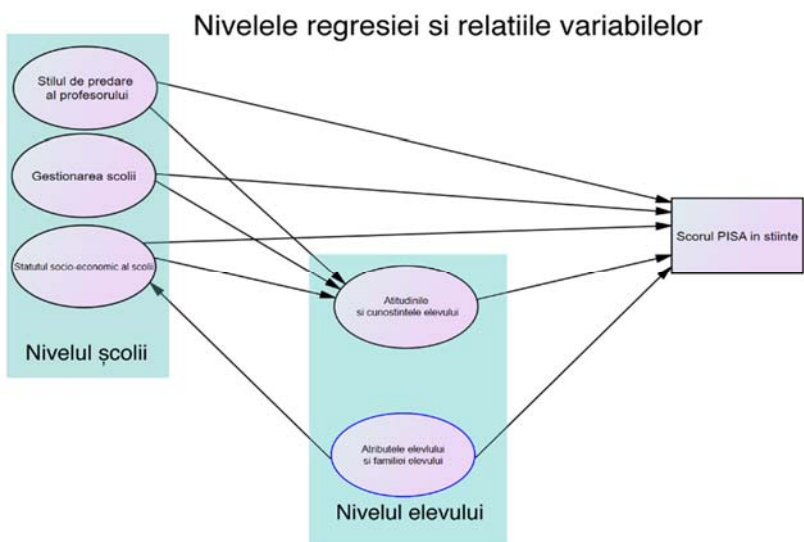 Nivelele regresiei si relatiile variabilelor
Stilul de predare
al profesorului
Gestionarea scolii
Statutul socio-economic al scolii
Nivelul școlii
Scorul PISA in stiinte
Atitudinile
si cunostintele elevului
Atributele elevlului
si familiei elevului
Nivelul elevului